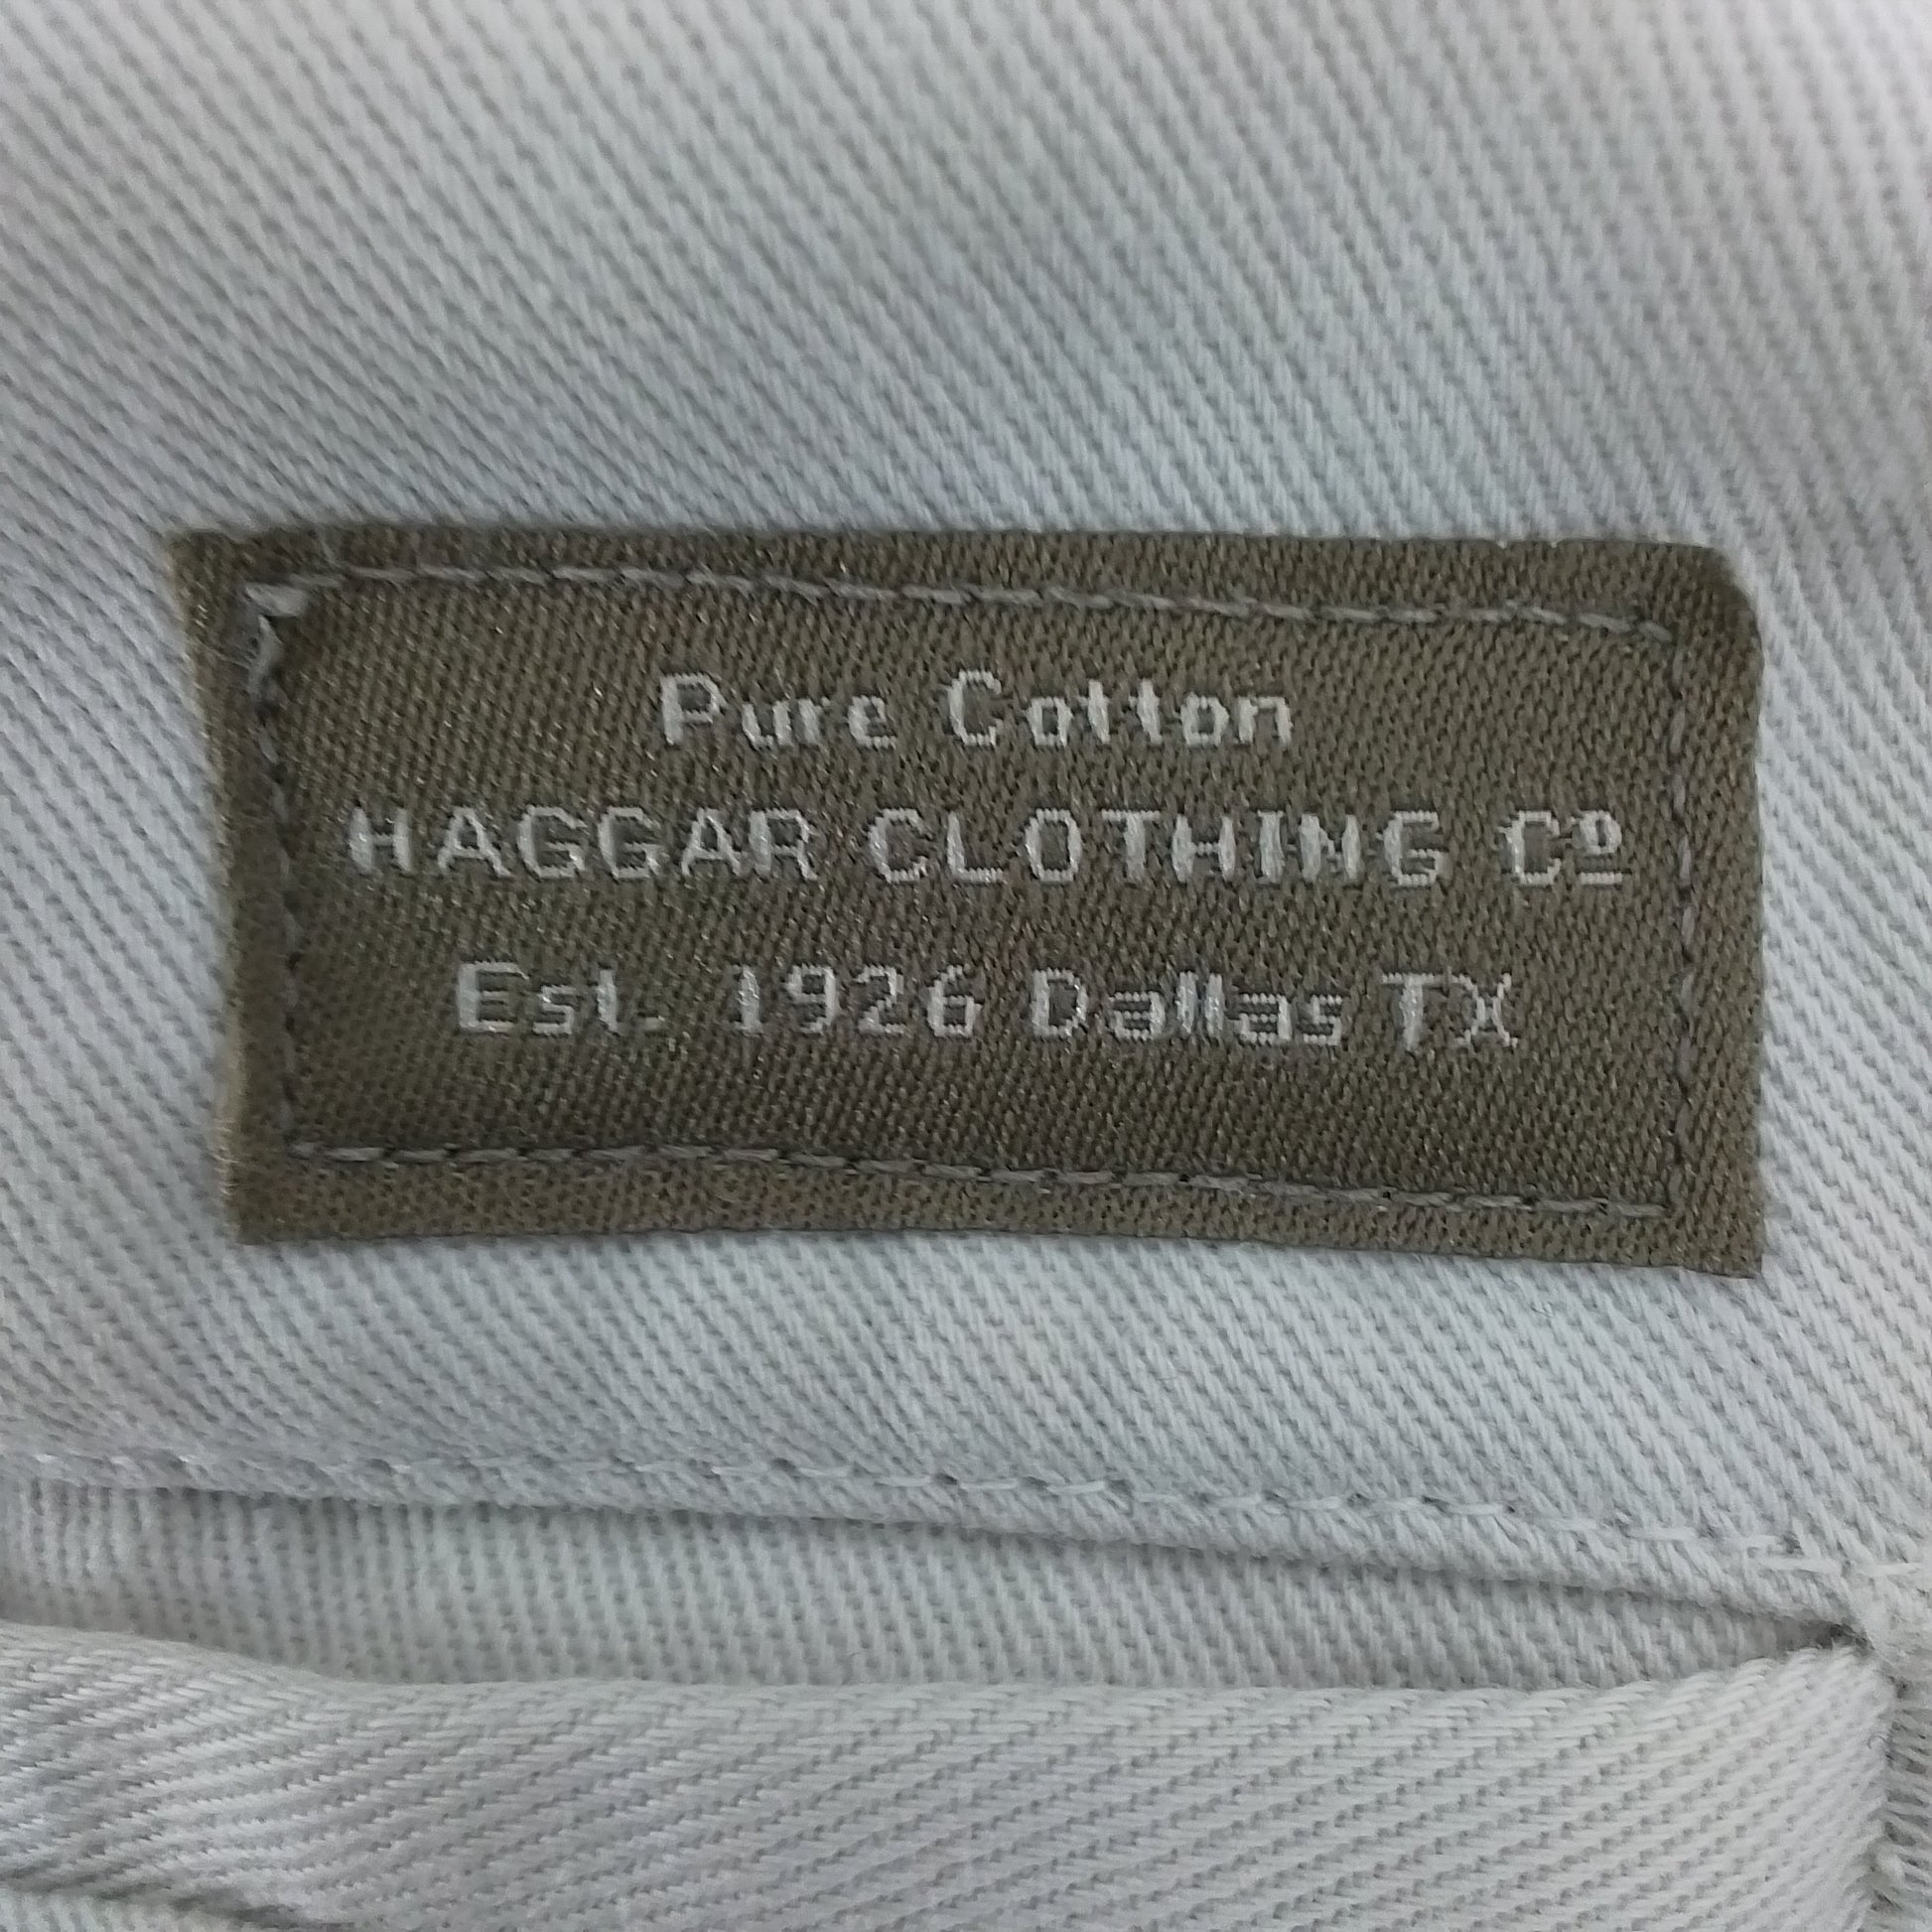 Pure Cotton
HAGGAR CLOTHING Cº
Est. 1926 Dallas TX